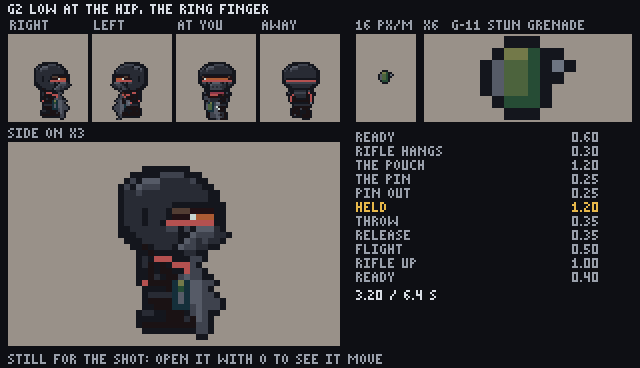 G2 LOW AT THE HIP, THE RING FINGER
RIGHT LEFT AT YOU AWAY 16 PX/M X6 G-11 STUN GRENADE
SIDE ON X3
READY 0.60
RIFLE HANGS 0.30
THE POUCH 1.20
THE PIN 0.25
PIN OUT 0.25
HELD 1.20
THROW 0.35
RELEASE 0.35
FLIGHT 0.50
RIFLE UP 1.00
READY 0.40
3.20 / 6.4 S
STILL FOR THE SHOT: OPEN IT WITH O TO SEE IT MOVE